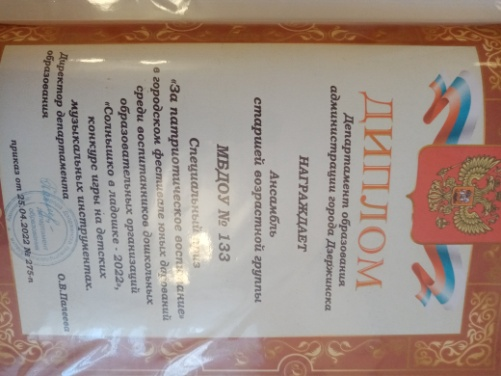 ДИПЛОМ
Департамент образования
администрации города Дзержинска
НАГРАЖДАЕТ
Ансамбль
старшей возрастной группы
МБДОУ № 133
Специальный приз
«За патриотическое воспитание»
в городском фестивале юных дарований
среди воспитанников дошкольных
образовательных организаций
«Солнышко в ладошке - 2022»,
конкурс игры на детских
музыкальных инструментах.
Директор департамента
образования
О.В.Палеева
приказ от 25.04.2022 № 275-п